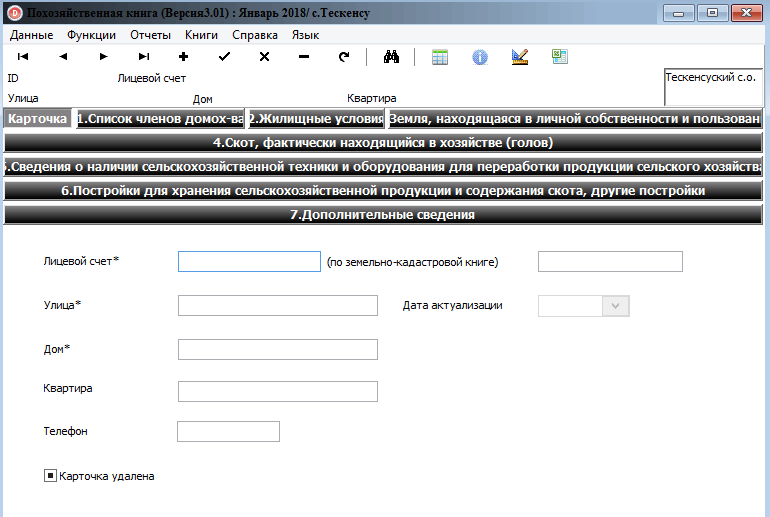 Похозяйственная книга (Версия3.01) : Январь 2018/ с.Тескенсу
Данные Функции Отчеты Книги Справка Язык
ID Лицевой счет
Тескенсуский с.о.
Улица Дом Квартира
Карточка 1.Список членов домох-ва 2.Жилищные условия Земля, находящаяся в личной собственности и пользован
4.Скот, фактически находящийся в хозяйстве (голов)
5.Сведения о наличии сельскохозяйственной техники и оборудования для переработки продукции сельского хозяйства
6.Постройки для хранения сельскохозяйственной продукции и содержания скота, другие постройки
7.Дополнительные сведения
Лицевой счет* (по земельно-кадастровой книге)
Улица* Дата актуализации
Дом*
Квартира
Телефон
Карточка удалена